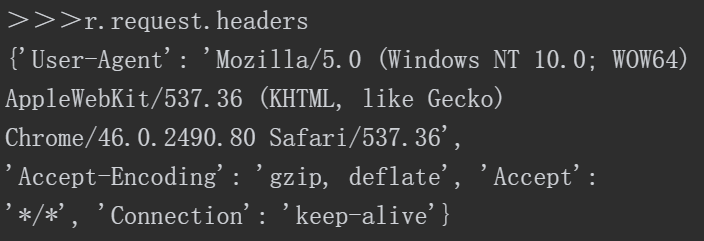 >>>r.request.headers
{'User-Agent': 'Mozilla/5.0 (Windows NT 10.0; WOW64)
AppleWebKit/537.36 (KHTML, like Gecko)
Chrome/46.0.2490.80 Safari/537.36',
'Accept-Encoding': 'gzip, deflate', 'Accept':
'*/*', 'Connection': 'keep-alive'}